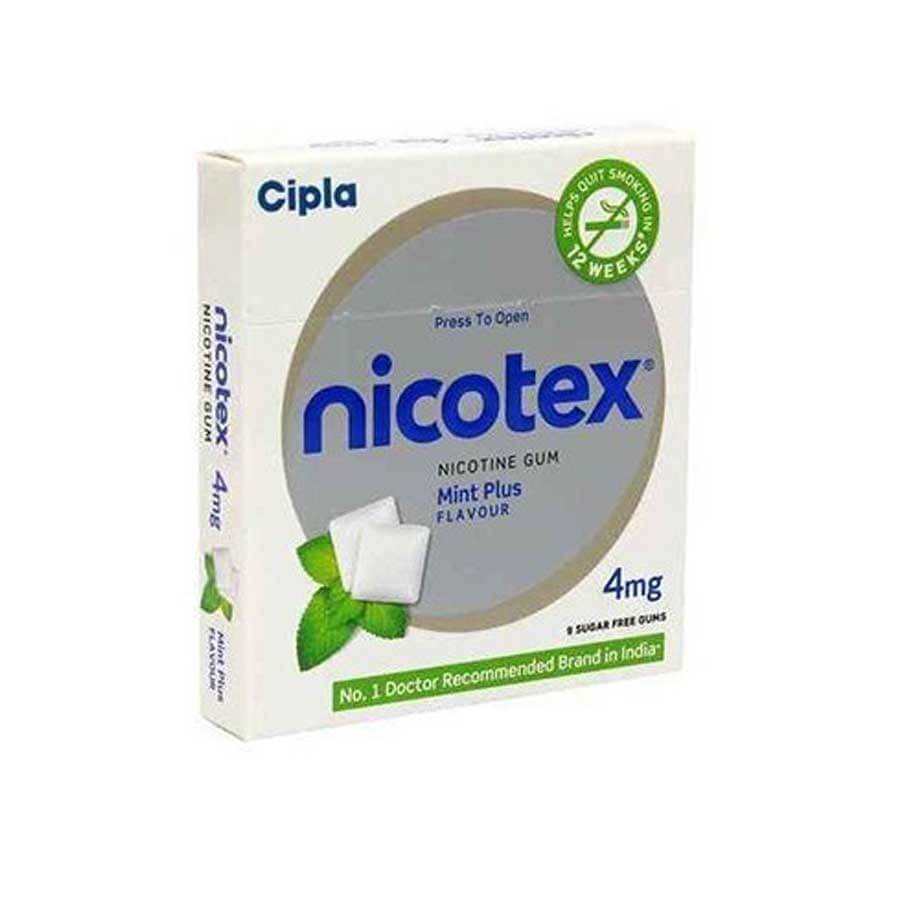 Cipla
HELPS QUIT SMOKING IN
12 WEEKS*
Press To Open
nicotex®
NICOTINE GUM
Mint Plus
FLAVOUR
4mg
9 SUGAR FREE GUMS
No. 1 Doctor Recommended Brand in India*
nicotex®
NICOTINE GUM
4mg
Mint Plus
FLAVOUR